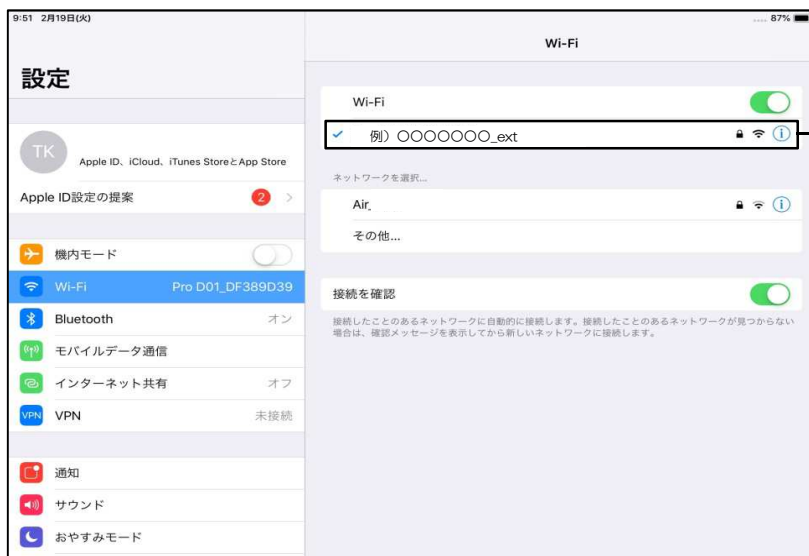 9:51 2月19日(火)
87%
設定
TK
Apple ID、iCloud、iTunes StoreとApp Store
Apple ID設定の提案
2
機内モード
Wi-Fi
Pro D01_DF389D39
Bluetooth
オン
モバイルデータ通信
インターネット共有
オフ
VPN
VPN
未接続
通知
サウンド
おやすみモード
Wi-Fi
Wi-Fi
例）〇〇〇〇〇〇〇_ext
ネットワークを選択...
Air
その他...
接続を確認
接続したことのあるネットワークに自動的に接続します。接続したことのあるネットワークが見つからない
場合は、確認メッセージを表示してから新しいネットワークに接続します。